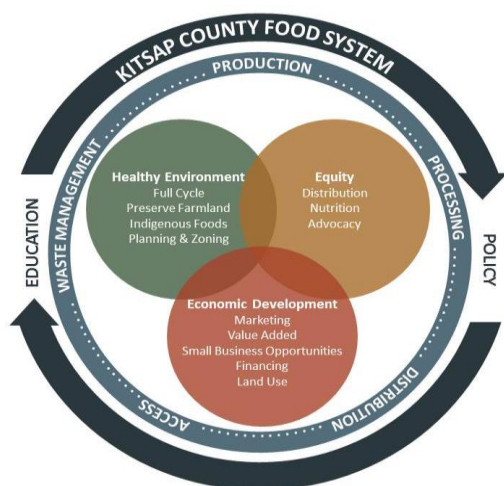 KITSAP COUNTY FOOD SYSTEM
PRODUCTION
PROCESSING
DISTRIBUTION
ACCESS
WASTE MANAGEMENT
EDUCATION
POLICY
Healthy Environment
Full Cycle
Preserve Farmland
Indigenous Foods
Planning & Zoning
Equity
Distribution
Nutrition
Advocacy
Economic Development
Marketing
Value Added
Small Business Opportunities
Financing
Land Use